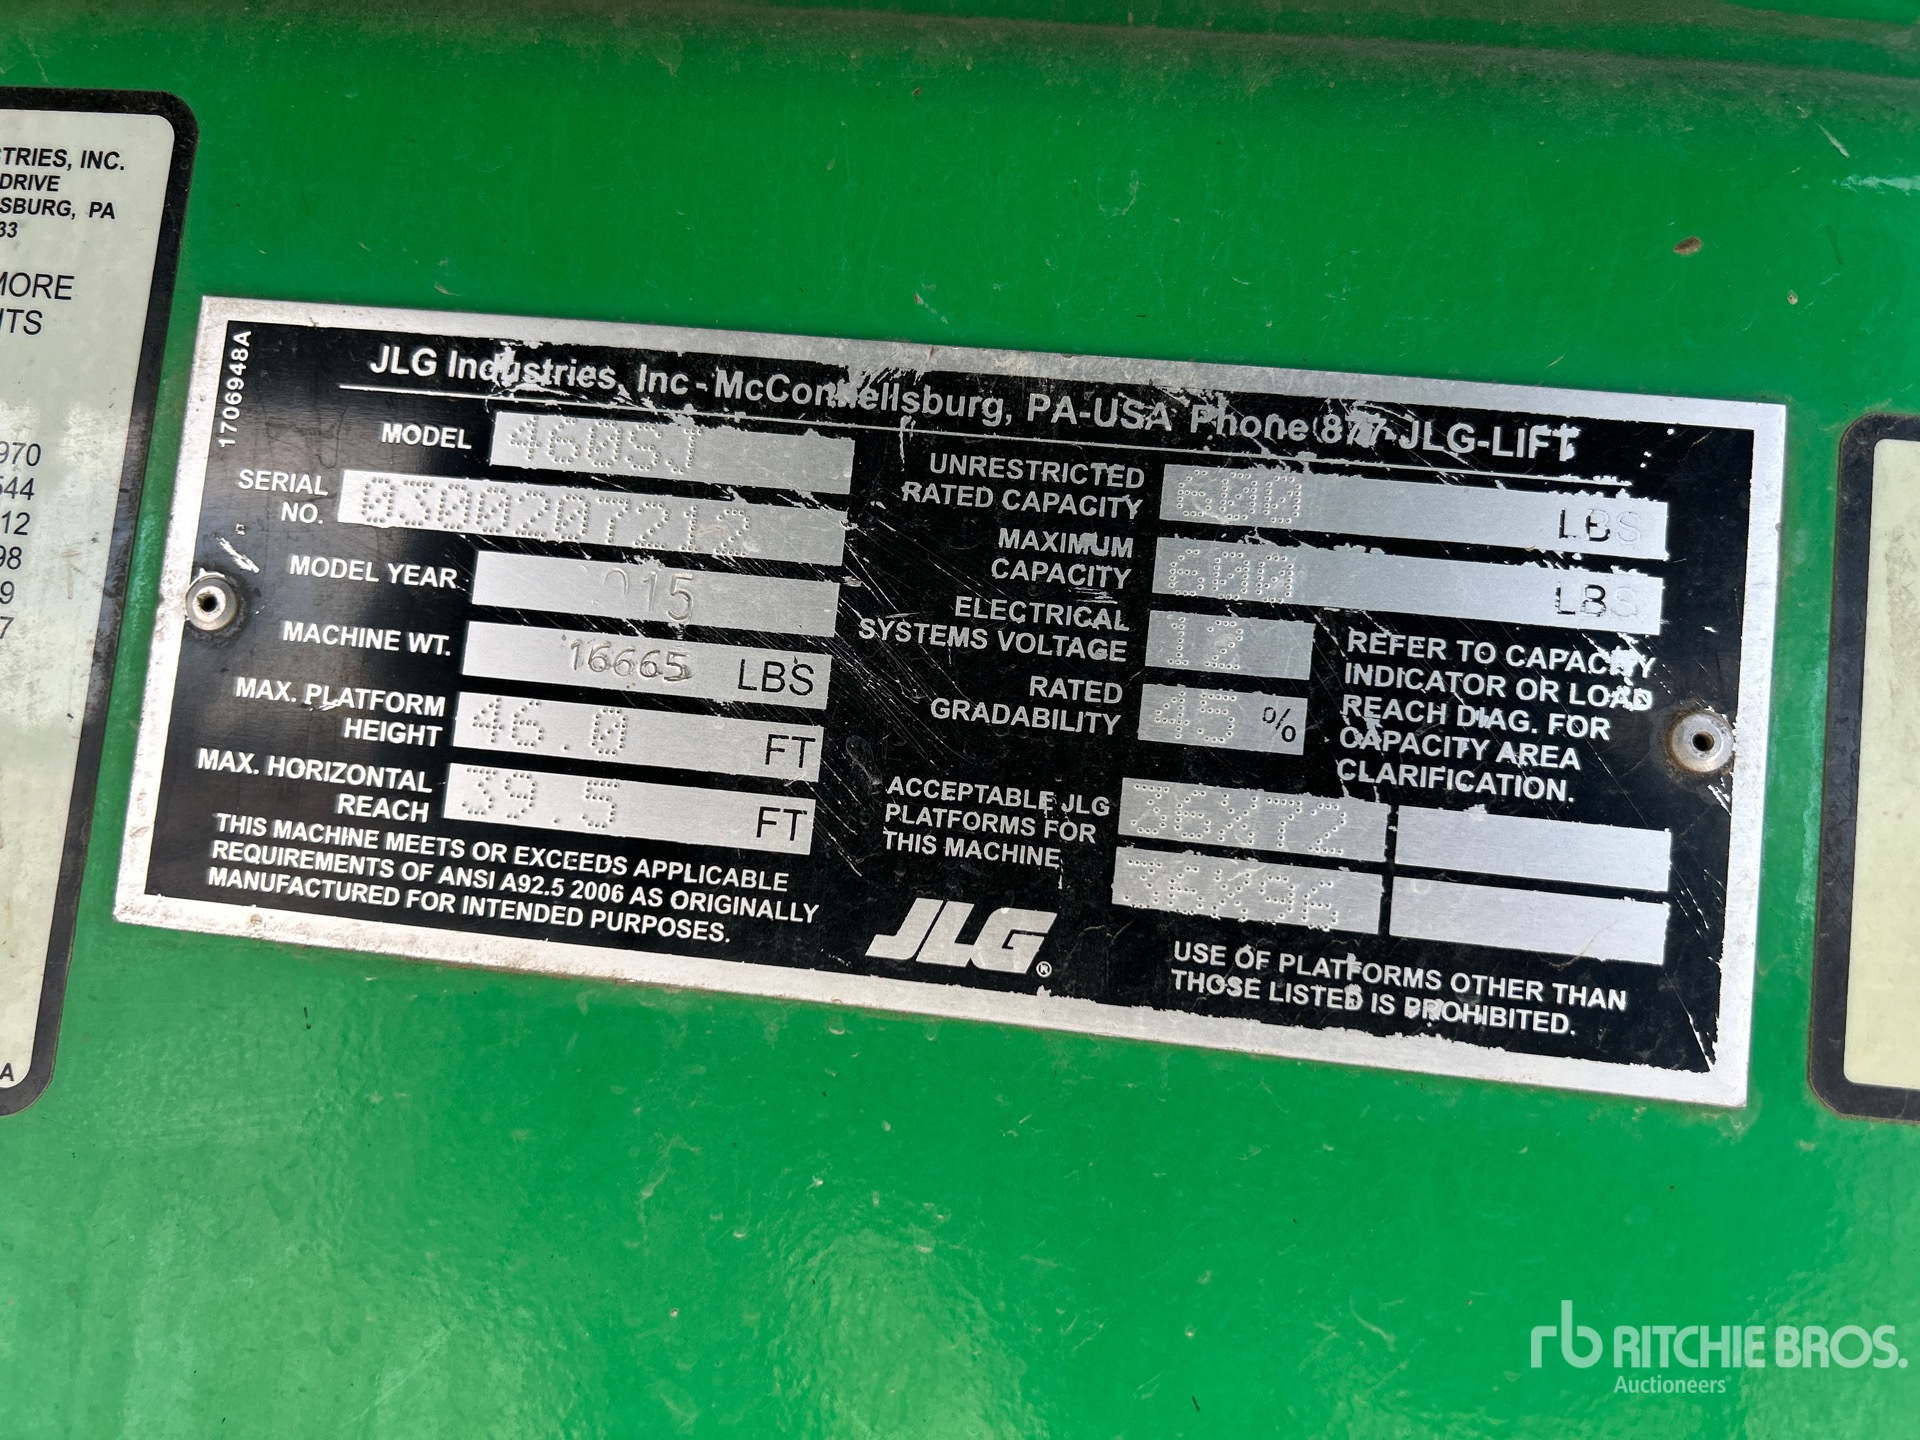 TRIES, INC.
DRIVE
SBURG, PA
33
MORE
ITS
970
544
12
98
9
7
A
1706948A
JLG Industries, Inc - McConnellsburg, PA-USA Phone 877-JLG-LIFT
MODEL 460SJ
SERIAL NO. 0300207212
MODEL YEAR 2015
MACHINE WT. 16665 LBS
MAX. PLATFORM HEIGHT 46.0 FT
MAX. HORIZONTAL REACH 39.5 FT
THIS MACHINE MEETS OR EXCEEDS APPLICABLE
REQUIREMENTS OF ANSI A92.5 2006 AS ORIGINALLY
MANUFACTURED FOR INTENDED PURPOSES.
UNRESTRICTED RATED CAPACITY 600 LBS
MAXIMUM CAPACITY 600 LBS
ELECTRICAL SYSTEMS VOLTAGE 12
RATED GRADABILITY 45 %
REFER TO CAPACITY
INDICATOR OR LOAD
REACH DIAG. FOR
CAPACITY AREA
CLARIFICATION.
ACCEPTABLE JLG
PLATFORMS FOR
THIS MACHINE
36X72
36X96
JLG®
USE OF PLATFORMS OTHER THAN
THOSE LISTED IS PROHIBITED.
rb RITCHIE BROS.
Auctioneers